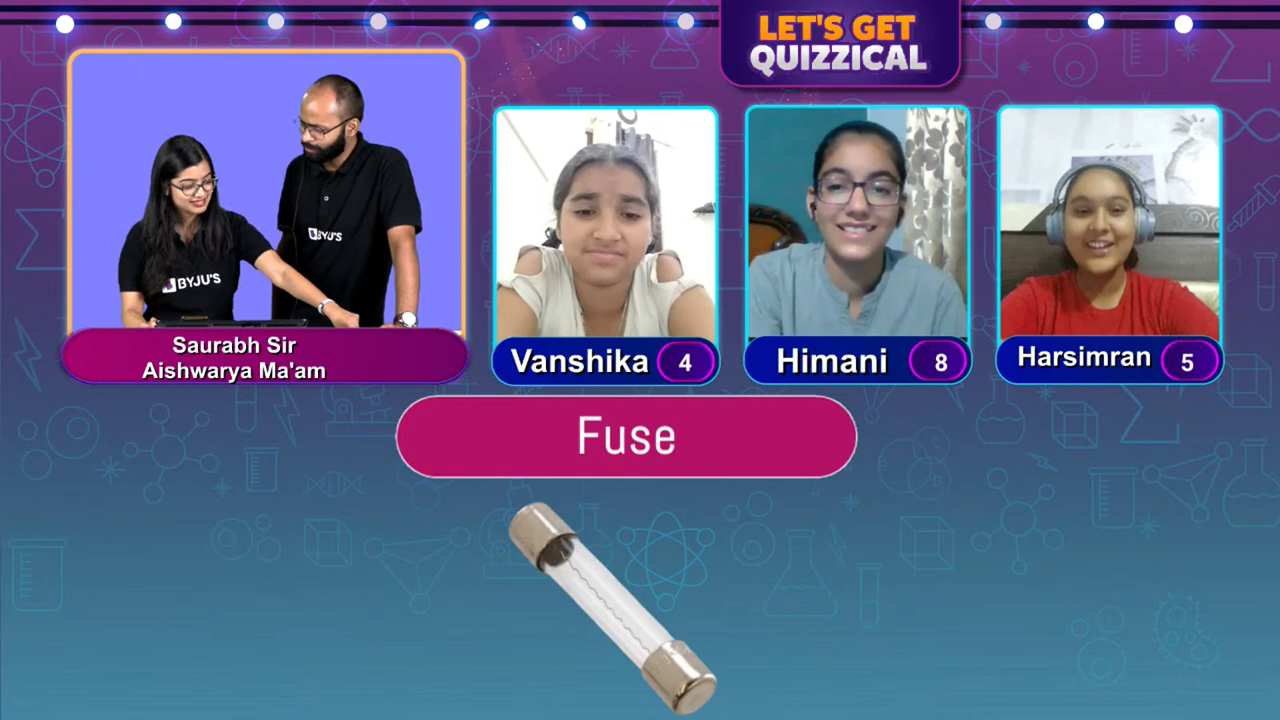 LET'S GET
QUIZZICAL
BYJU'S
BYJU'S
Saurabh Sir
Aishwarya Ma'am
Vanshika 4
Himani 8
Harsimran 5
Fuse